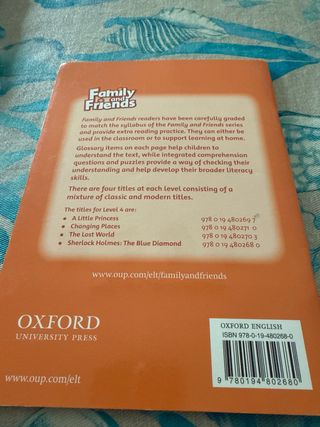 Family
and
Friends
Family and Friends readers have been carefully graded
to match the syllabus of the Family and Friends series
and provide extra reading practice. They can either be
used in the classroom or to support learning at home.
Glossary items on each page help children to
understand the text, while integrated comprehension
questions and puzzles provide a way of checking their
understanding and help develop their broader literacy
skills.
There are four titles at each level consisting of a
mixture of classic and modern titles.
The titles for Level 4 are:
• A Little Princess 978 0 19 480269 7
• Changing Places 978 0 19 480271 0
• The Lost World 978 0 19 480270 3
• Sherlock Holmes: The Blue Diamond 978 0 19 480268 0
www.oup.com/elt/familyandfriends
OXFORD
UNIVERSITY PRESS
www.oup.com/elt
OXFORD ENGLISH
ISBN 978-0-19-480268-0
9 780194 802680